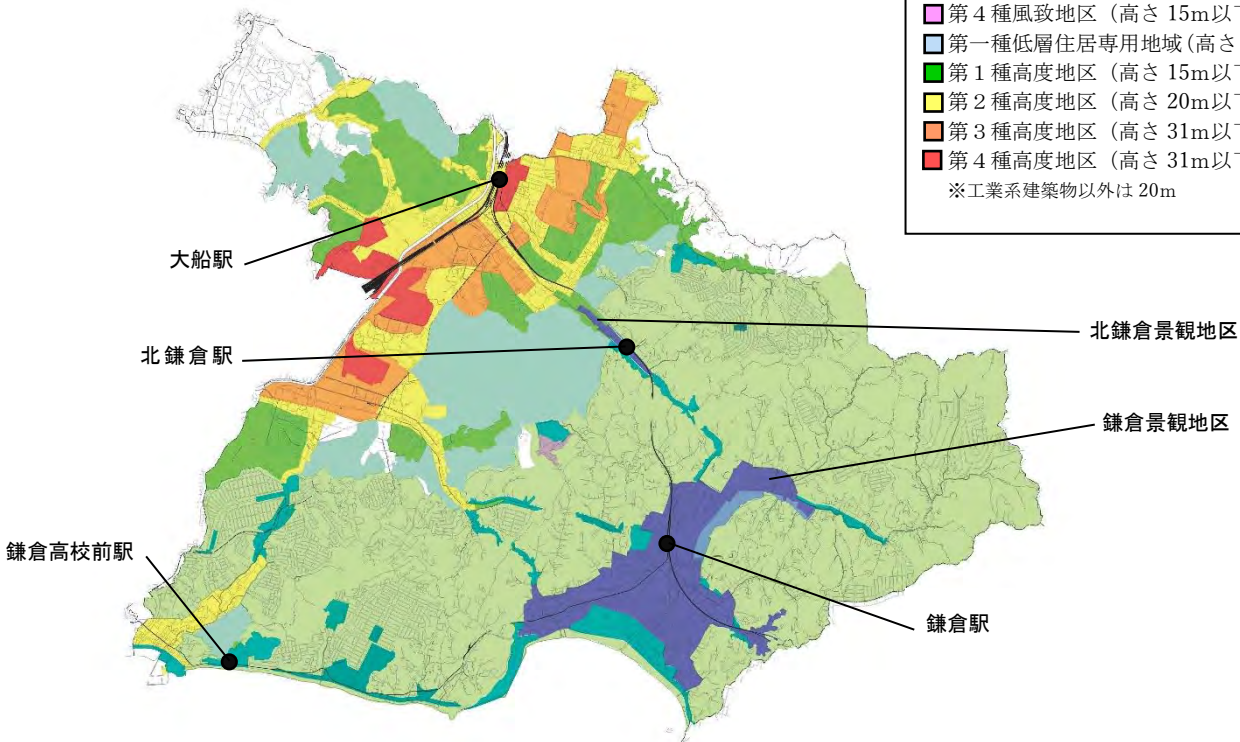 第４種風致地区（高さ 15m以下
第一種低層住居専用地域(高さ
第１種高度地区（高さ 15m以下
第２種高度地区（高さ 20m以下
第３種高度地区（高さ 31m以下
第４種高度地区（高さ 31m以下
※工業系建築物以外は 20m
大船駅
北鎌倉駅
北鎌倉景観地区
鎌倉景観地区
鎌倉高校前駅
鎌倉駅